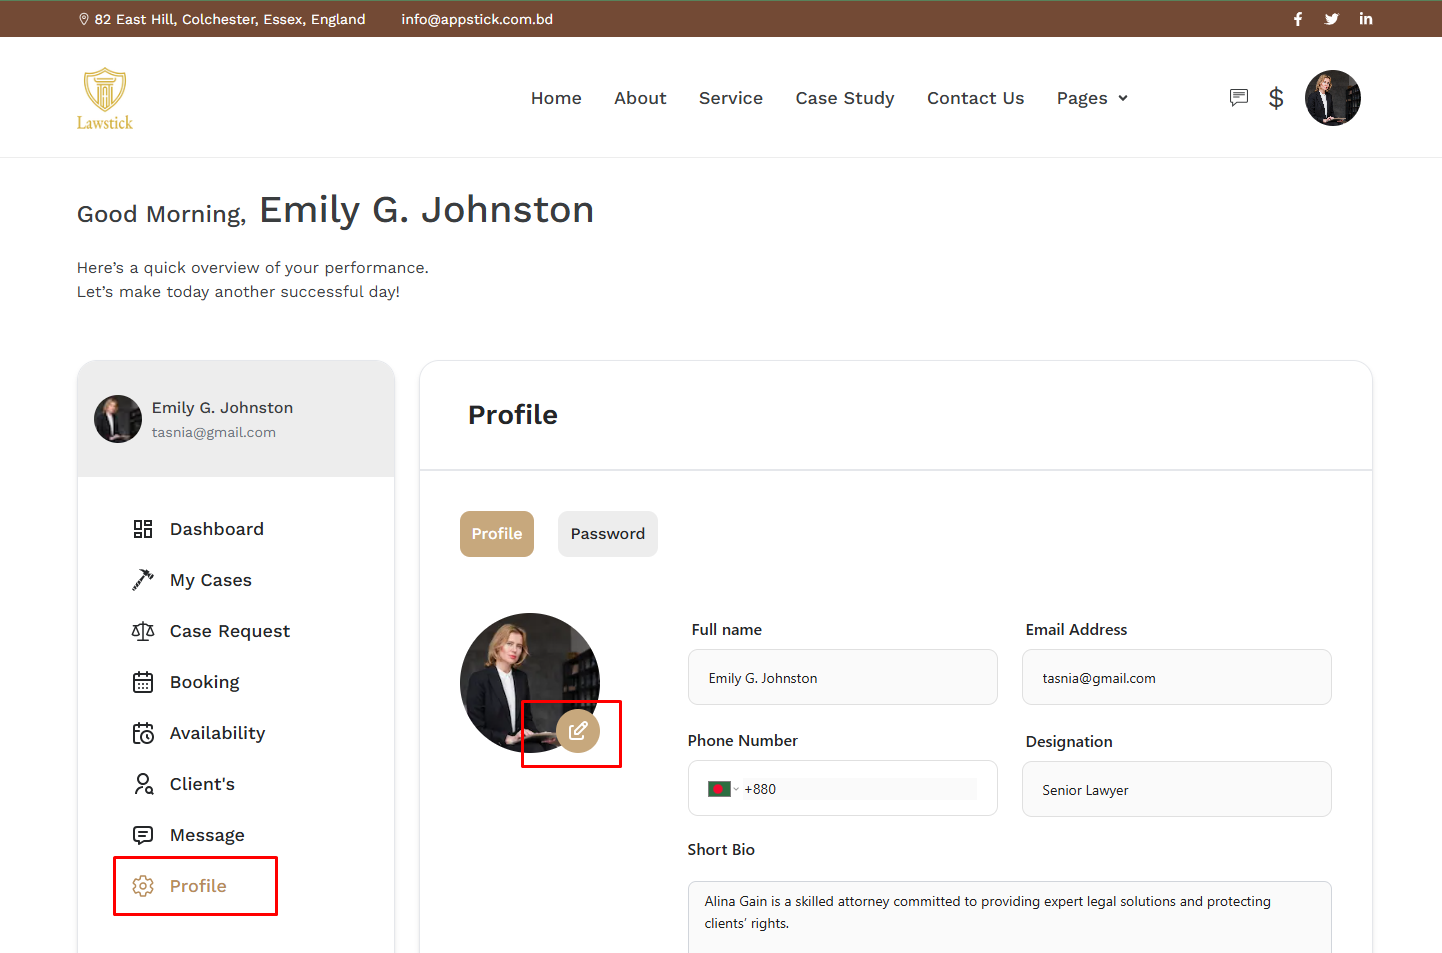 82 East Hill, Colchester, Essex, England info@appstick.com.bd
Lawstick
Home About Service Case Study Contact Us Pages
Good Morning, Emily G. Johnston
Here’s a quick overview of your performance.
Let’s make today another successful day!
Emily G. Johnston
tasnia@gmail.com
Dashboard
My Cases
Case Request
Booking
Availability
Client's
Message
Profile
Profile
Profile Password
Full name Email Address
Emily G. Johnston tasnia@gmail.com
Phone Number Designation
+880 Senior Lawyer
Short Bio
Alina Gain is a skilled attorney committed to providing expert legal solutions and protecting
clients’ rights.